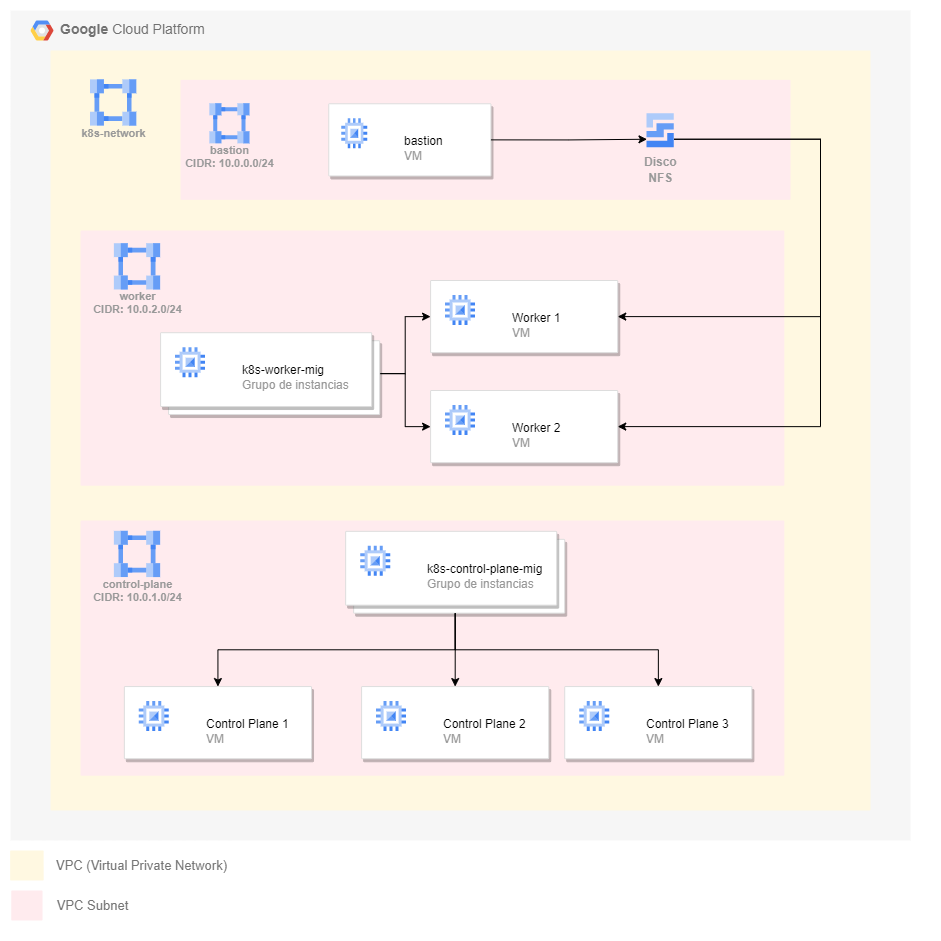 Google Cloud Platform
k8s-network
bastion
CIDR: 10.0.0.0/24
bastion
VM
Disco
NFS
worker
CIDR: 10.0.2.0/24
k8s-worker-mig
Grupo de instancias
Worker 1
VM
Worker 2
VM
control-plane
CIDR: 10.0.1.0/24
k8s-control-plane-mig
Grupo de instancias
Control Plane 1
VM
Control Plane 2
VM
Control Plane 3
VM
VPC (Virtual Private Network)
VPC Subnet